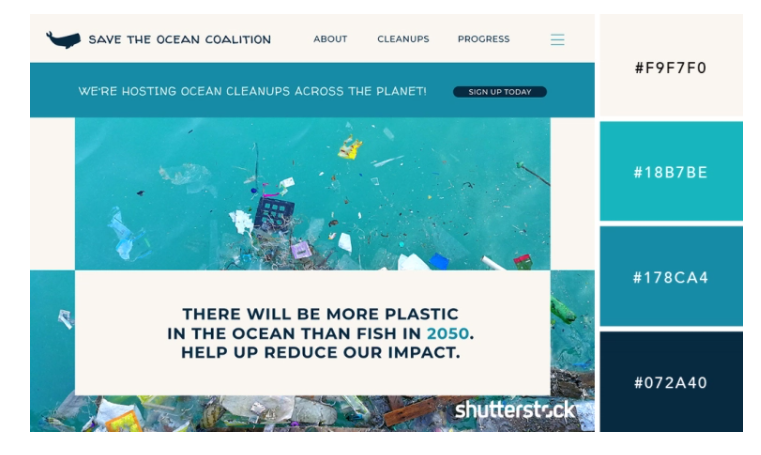 SAVE THE OCEAN COALITION ABOUT CLEANUPS PROGRESS
WE'RE HOSTING OCEAN CLEANUPS ACROSS THE PLANET! SIGN UP TODAY
THERE WILL BE MORE PLASTIC
IN THE OCEAN THAN FISH IN 2050.
HELP UP REDUCE OUR IMPACT.
shutterstock
#F9F7F0
#18B7BE
#178CA4
#072A40